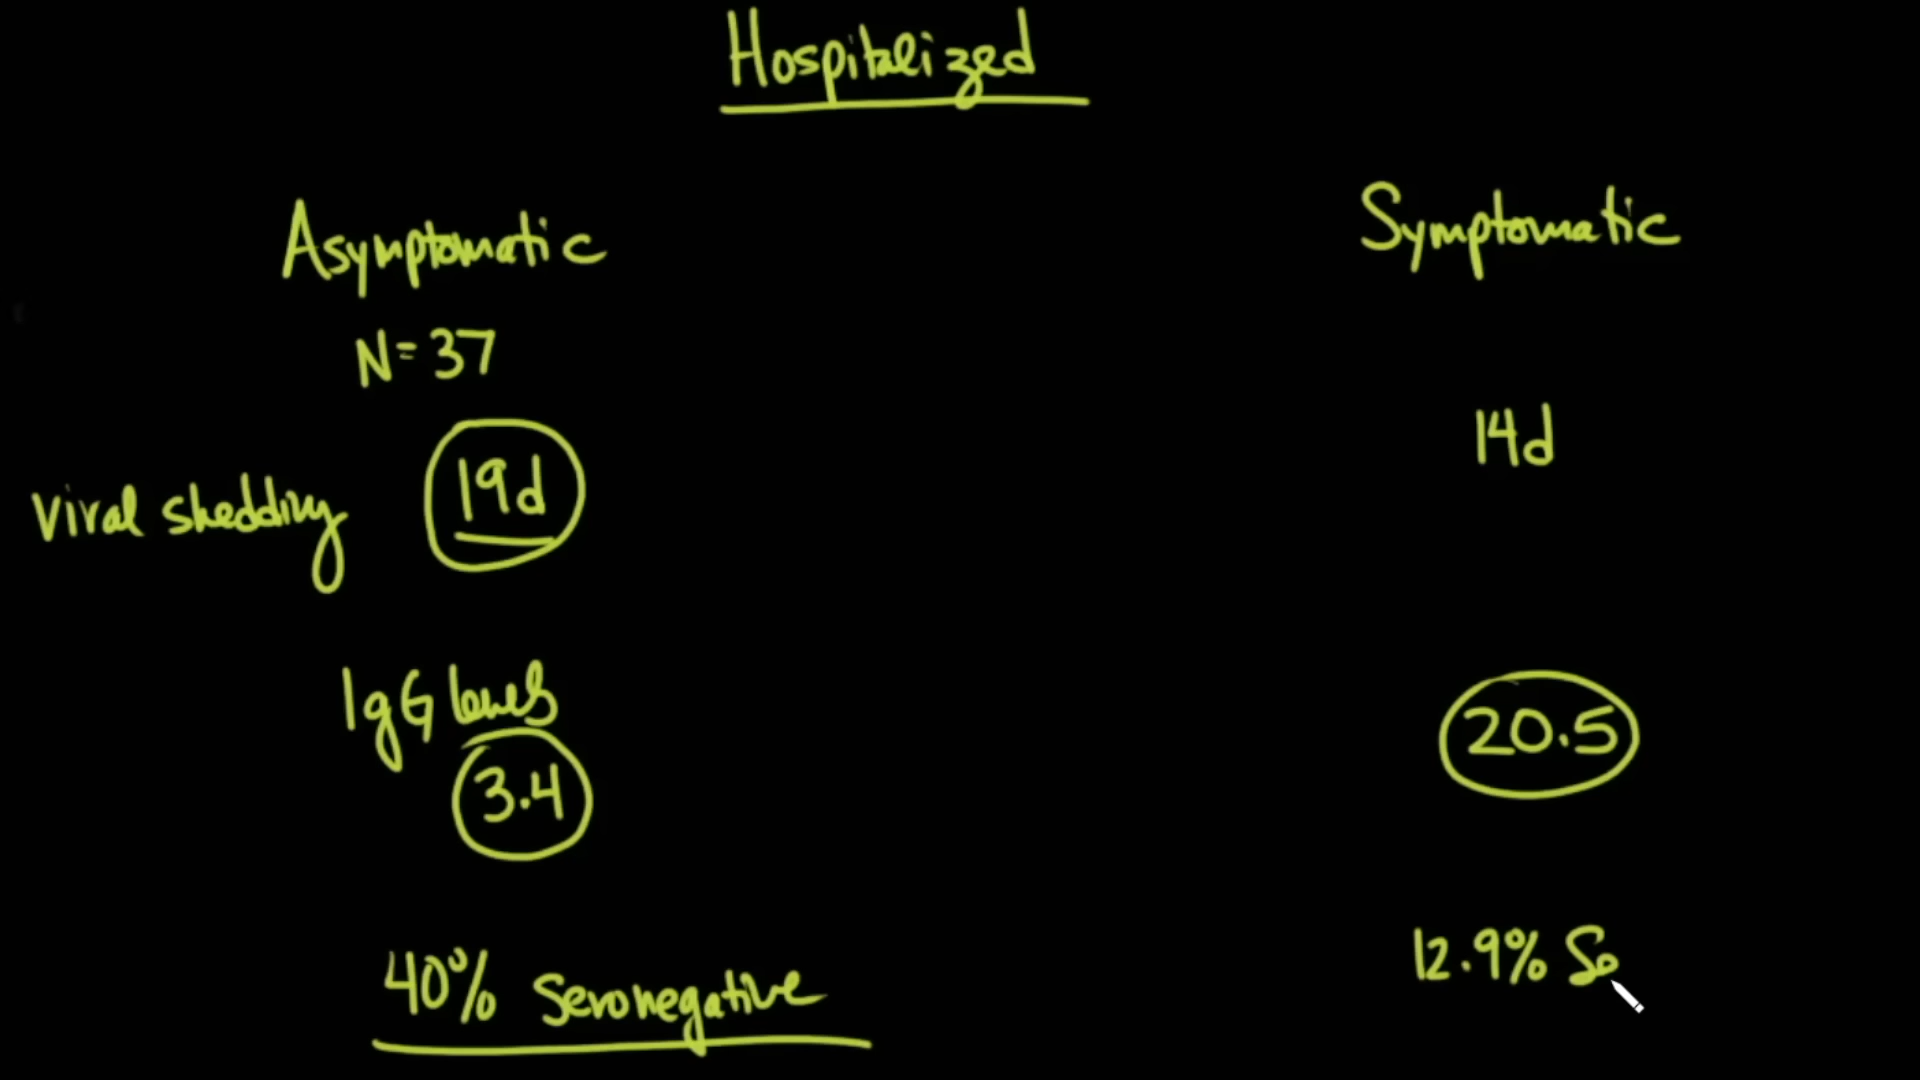 Hospitalized
Asymptomatic
Symptomatic
N=37
14d
Viral shedding 19d
IgG levels
3.4
20.5
12.9% Se
40% Seronegative